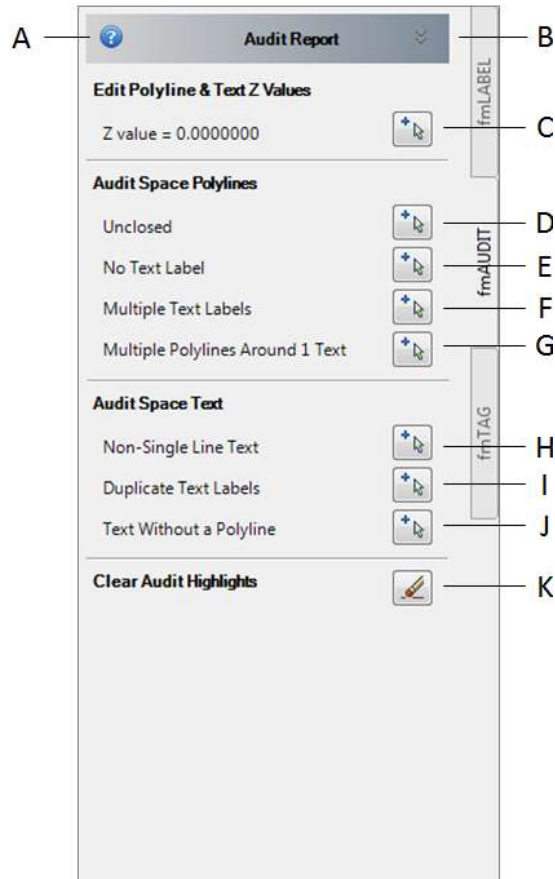 A ? Audit Report B
Edit Polyline & Text Z Values
Z value = 0.0000000 C
Audit Space Polylines
Unclosed D
No Text Label E
Multiple Text Labels F
Multiple Polylines Around 1 Text G
Audit Space Text
Non-Single Line Text H
Duplicate Text Labels I
Text Without a Polyline J
Clear Audit Highlights K
fmLABEL
fmAUDIT
fmTAG